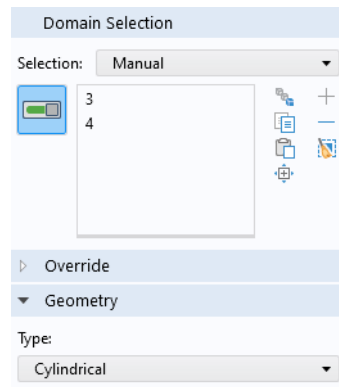 Domain Selection
Selection: Manual
3
4
Override
Geometry
Type:
Cylindrical